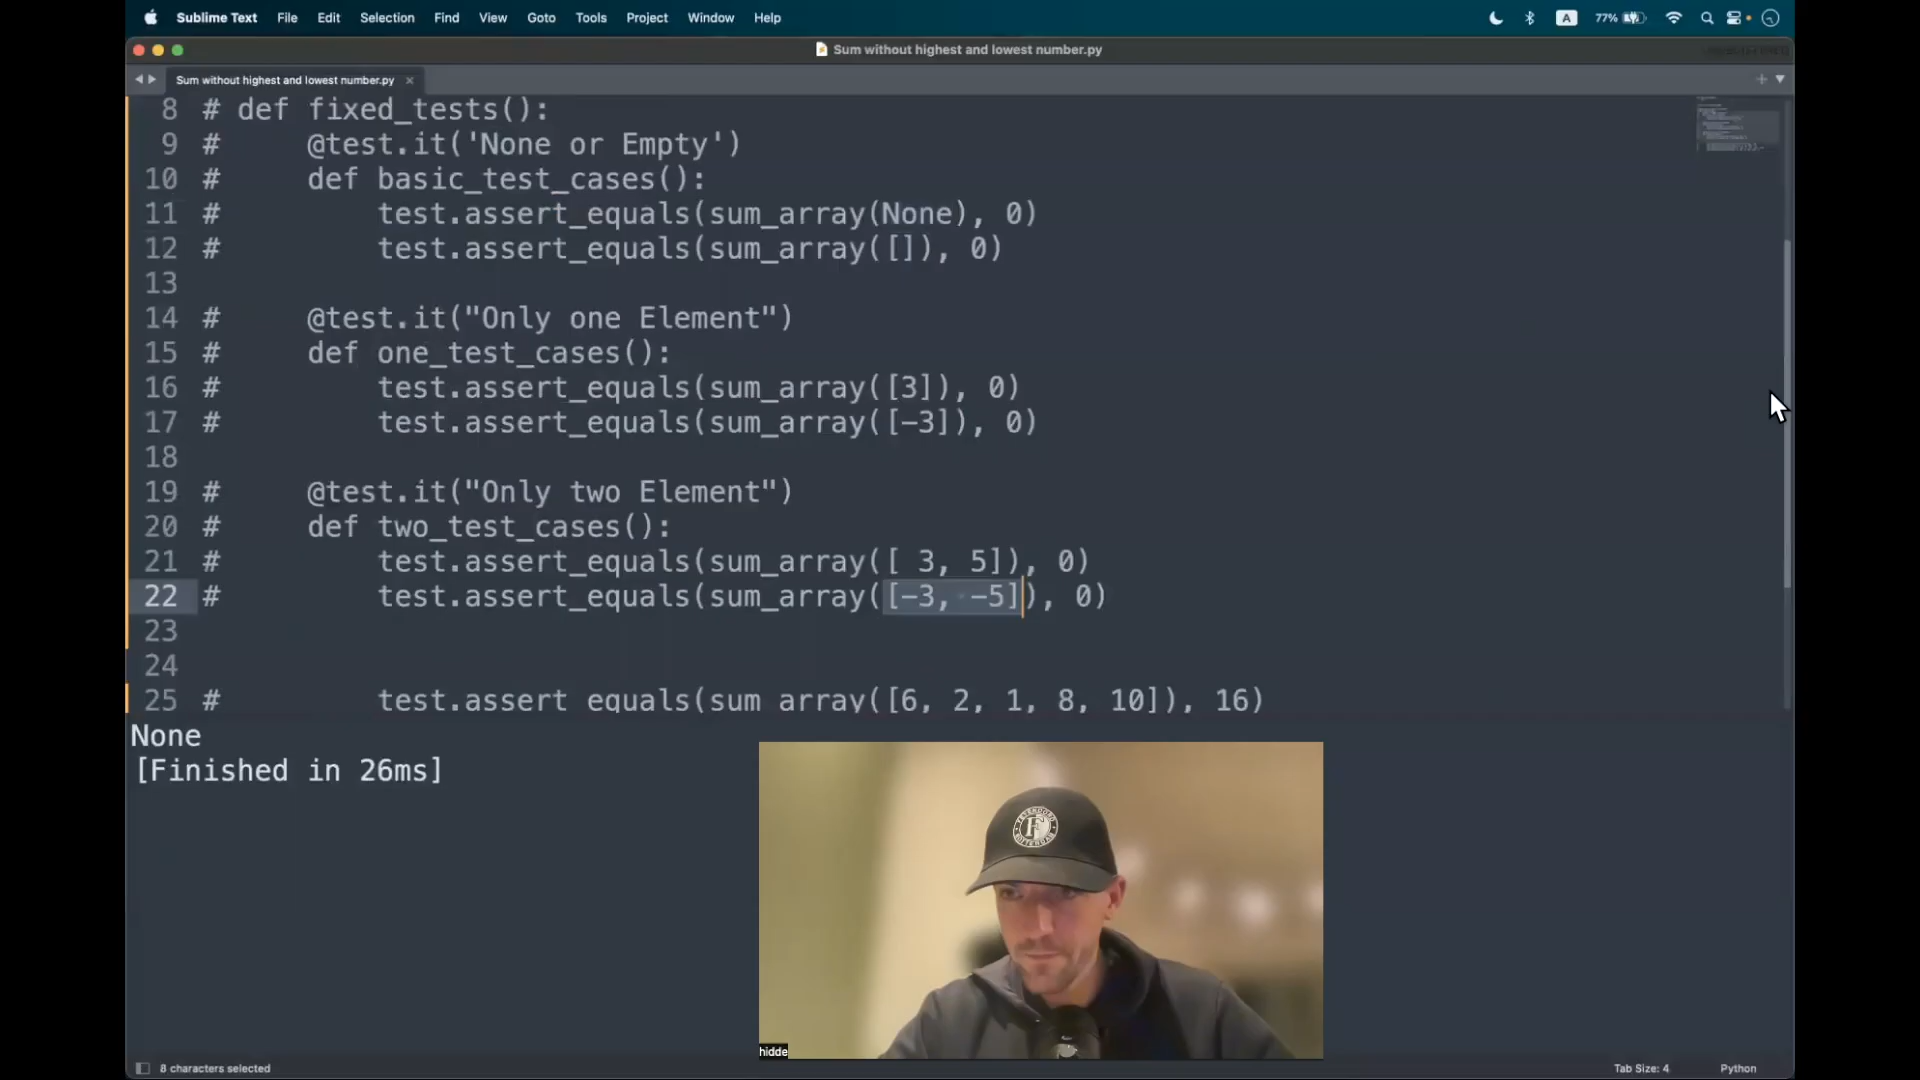 Sublime Text File Edit Selection Find View Goto Tools Project Window Help A 77%
Sum without highest and lowest number.py
Sum without highest and lowest number.py ×
8 # def fixed_tests():
9 #     @test.it('None or Empty')
10 #     def basic_test_cases():
11 #         test.assert_equals(sum_array(None), 0)
12 #         test.assert_equals(sum_array([]), 0)
13
14 #     @test.it("Only one Element")
15 #     def one_test_cases():
16 #         test.assert_equals(sum_array([3]), 0)
17 #         test.assert_equals(sum_array([-3]), 0)
18
19 #     @test.it("Only two Element")
20 #     def two_test_cases():
21 #         test.assert_equals(sum_array([ 3, 5]), 0)
22 #         test.assert_equals(sum_array([-3, -5]), 0)
23
24
25 #         test.assert_equals(sum_array([6, 2, 1, 8, 10]), 16)
None
[Finished in 26ms]
FEYENOORD
F
ROTTERDAM
hidde
8 characters selected Tab Size: 4 Python